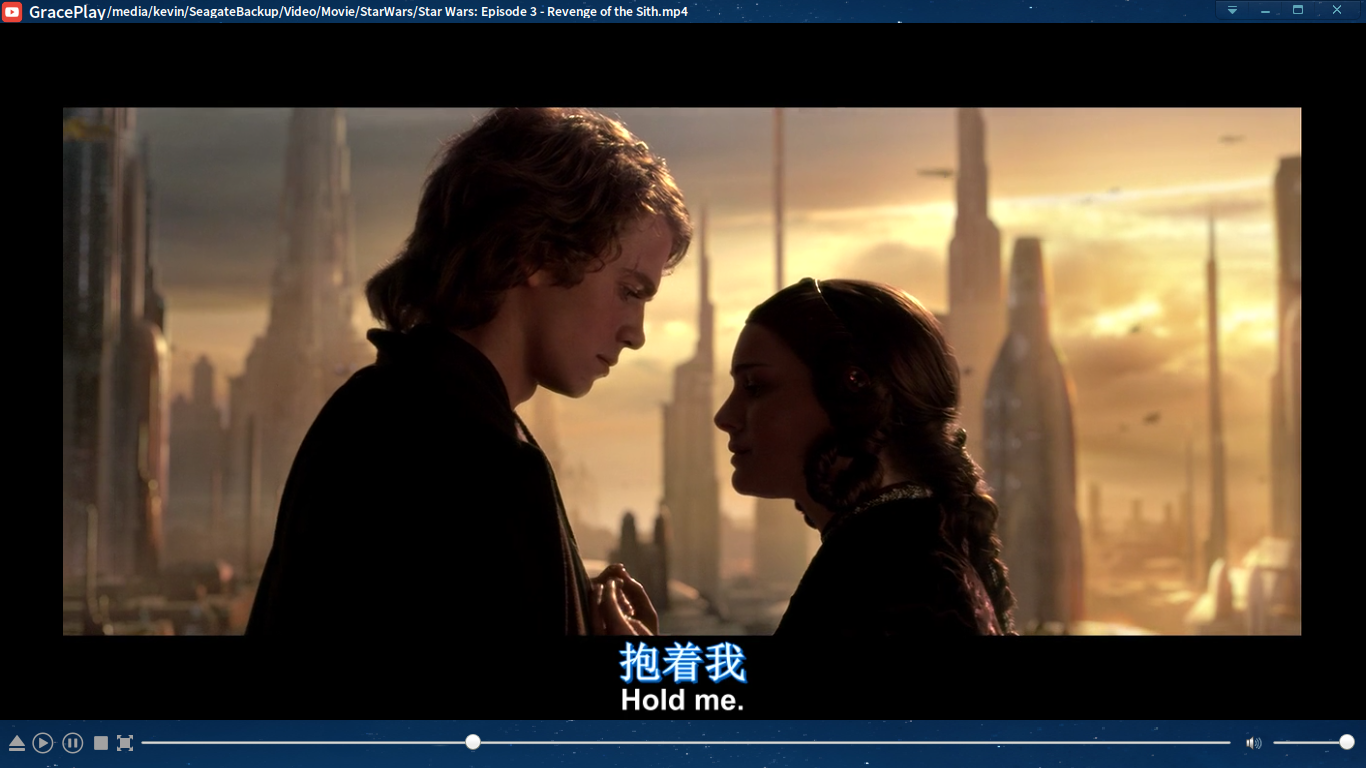 GracePlay/media/kevin/SeagateBackup/Video/Movie/StarWars/Star Wars: Episode 3 - Revenge of the Sith.mp4
抱着我
Hold me.